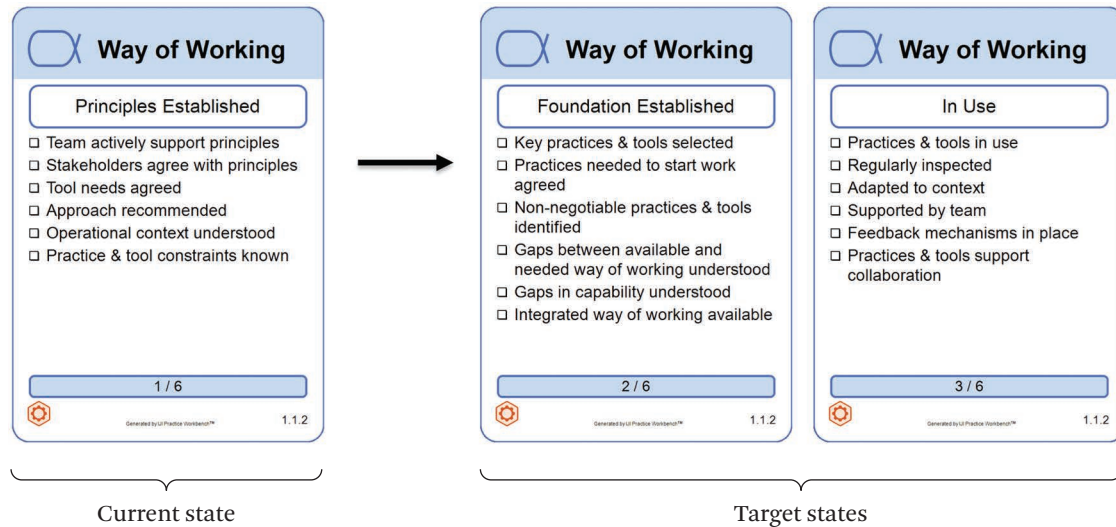 Way of Working
Principles Established
❑ Team actively support principles
❑ Stakeholders agree with principles
❑ Tool needs agreed
❑ Approach recommended
❑ Operational context understood
❑ Practice & tool constraints known
1 / 6
Generated by UI Practice Workbench™
1.1.2
Way of Working
Foundation Established
❑ Key practices & tools selected
❑ Practices needed to start work
agreed
❑ Non-negotiable practices & tools
identified
❑ Gaps between available and
needed way of working understood
❑ Gaps in capability understood
❑ Integrated way of working available
2 / 6
Generated by UI Practice Workbench™
1.1.2
Way of Working
In Use
❑ Practices & tools in use
❑ Regularly inspected
❑ Adapted to context
❑ Supported by team
❑ Feedback mechanisms in place
❑ Practices & tools support
collaboration
3 / 6
Generated by UI Practice Workbench™
1.1.2
Current state
Target states